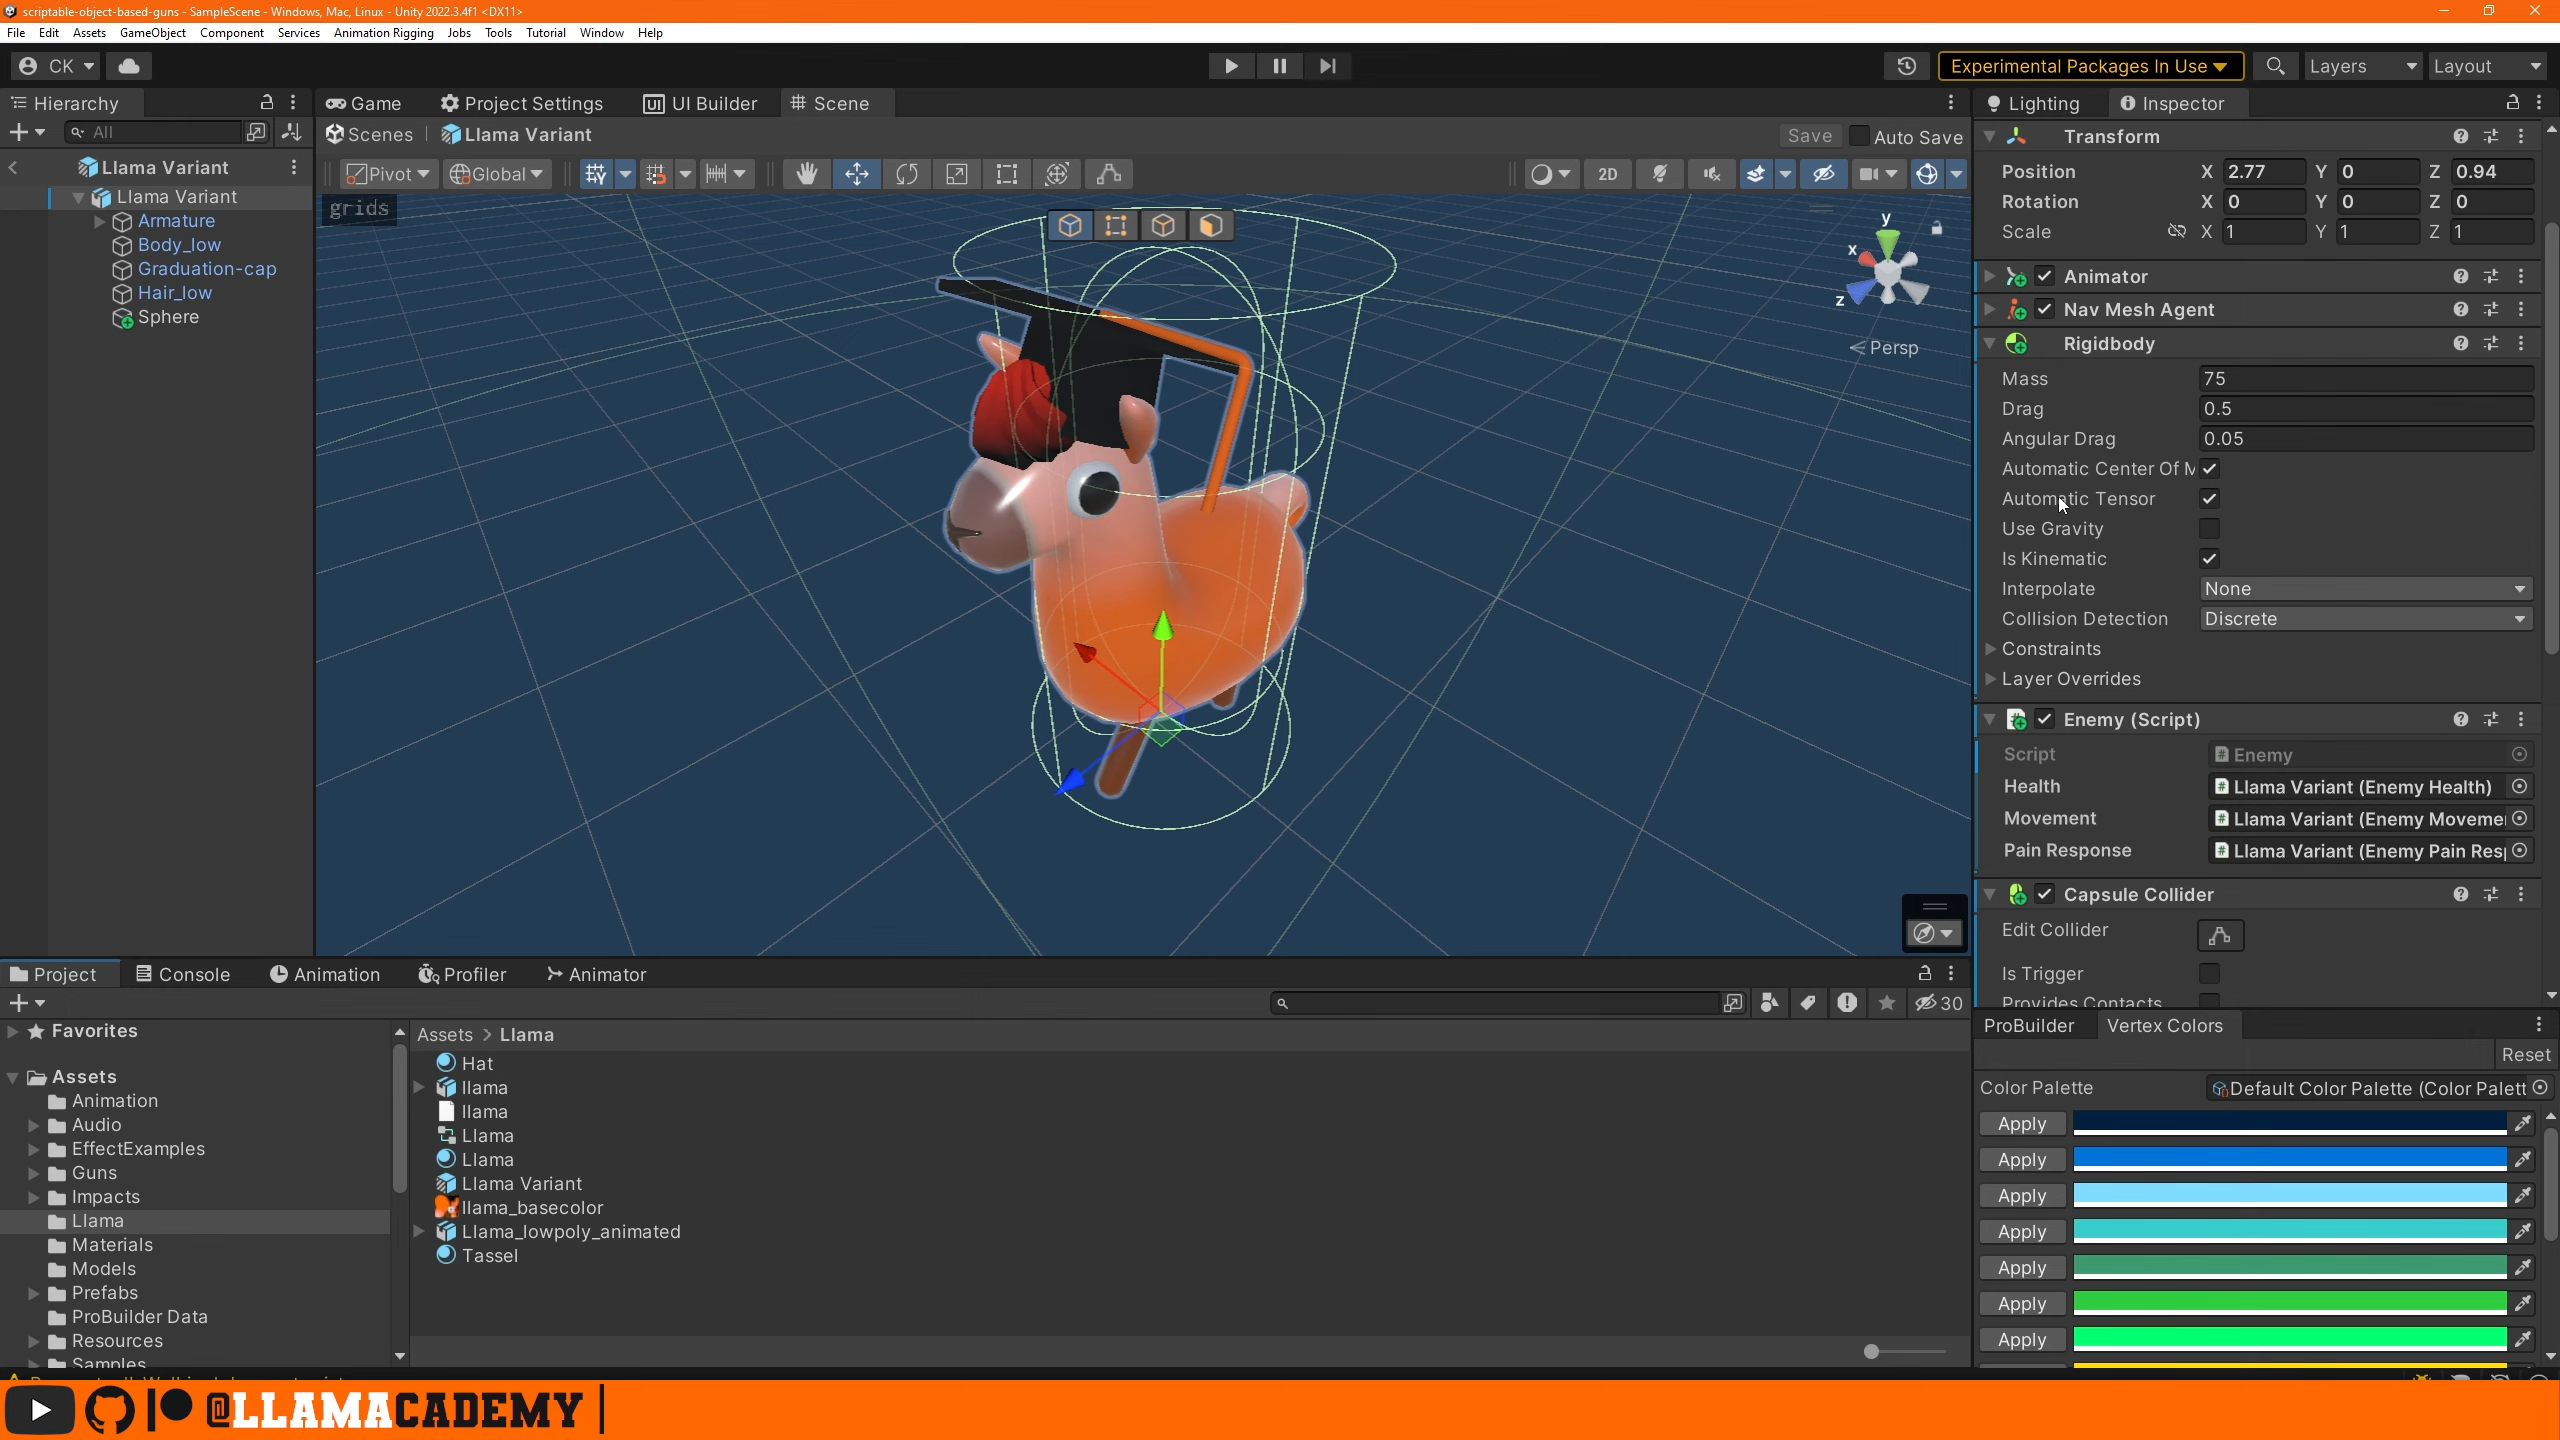 scriptable-object-based-guns - SampleScene - Windows, Mac, Linux - Unity 2022.3.4f1 <DX11>
File Edit Assets GameObject Component Services Animation Rigging Jobs Tools Tutorial Window Help
CK
Experimental Packages In Use
Layers
Layout
Hierarchy
All
Llama Variant
Llama Variant
Armature
Body_low
Graduation-cap
Hair_low
Sphere
Game
Project Settings
UI Builder
Scene
Scenes
Llama Variant
Save
Auto Save
Pivot
Global
2D
grids
y
x
z
Persp
Lighting
Inspector
Transform
Position X 2.77 Y 0 Z 0.94
Rotation X 0 Y 0 Z 0
Scale X 1 Y 1 Z 1
Animator
Nav Mesh Agent
Rigidbody
Mass 75
Drag 0.5
Angular Drag 0.05
Automatic Center Of M
Automatic Tensor
Use Gravity
Is Kinematic
Interpolate None
Collision Detection Discrete
Constraints
Layer Overrides
Enemy (Script)
Script Enemy
Health Llama Variant (Enemy Health)
Movement Llama Variant (Enemy Moveme
Pain Response Llama Variant (Enemy Pain Res
Capsule Collider
Edit Collider
Is Trigger
Provides Contacts
Project
Console
Animation
Profiler
Animator
30
Favorites
Assets
Animation
Audio
EffectExamples
Guns
Impacts
Llama
Materials
Models
Prefabs
ProBuilder Data
Resources
Samples
Assets > Llama
Hat
llama
llama
Llama
Llama
Llama Variant
llama_basecolor
Llama_lowpoly_animated
Tassel
ProBuilder
Vertex Colors
Reset
Color Palette Default Color Palette (Color Palett
Apply
Apply
Apply
Apply
Apply
Apply
Apply
@LLAMACADEMY